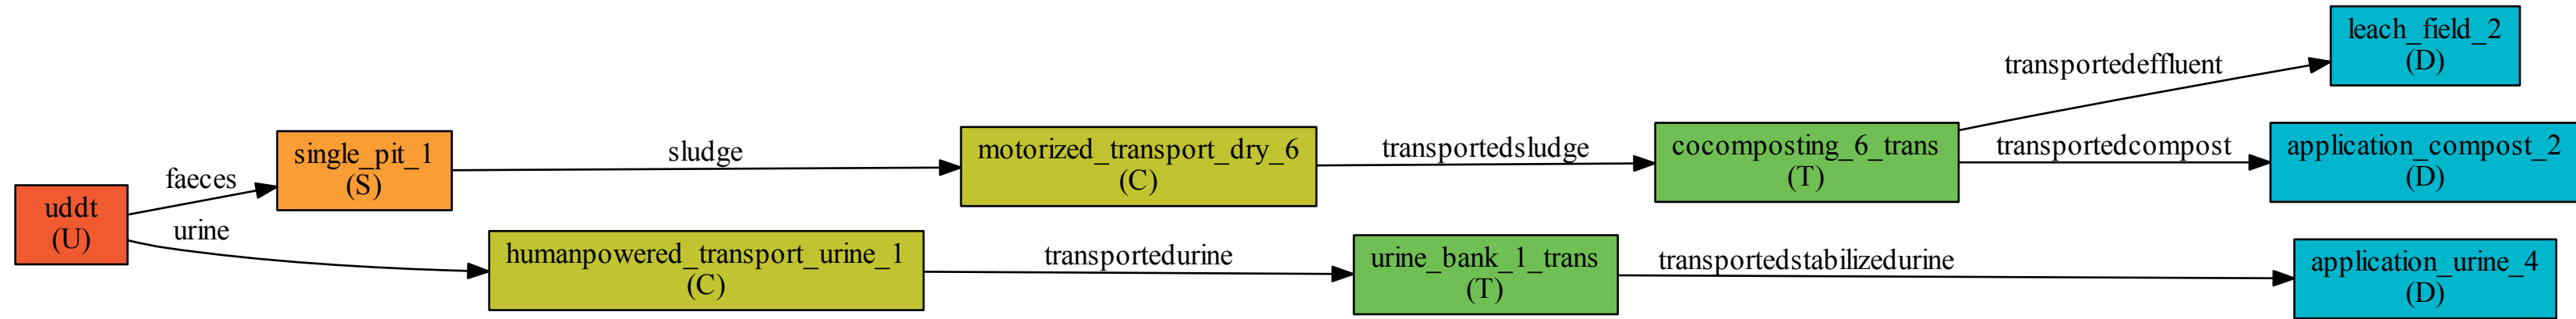 uddt
(U)
faeces
urine
single_pit_1
(S)
sludge
humanpowered_transport_urine_1
(C)
motorized_transport_dry_6
(C)
transportedurine
transportedsludge
urine_bank_1_trans
(T)
cocomposting_6_trans
(T)
transportedstabilizedurine
transportedeffluent
transportedcompost
leach_field_2
(D)
application_compost_2
(D)
application_urine_4
(D)